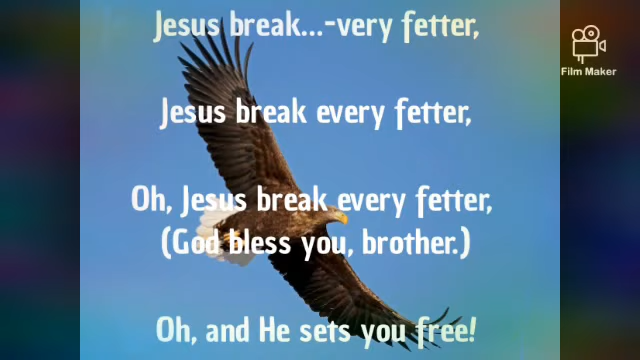 Jesus break...-very fetter,
Film Maker
Jesus break every fetter,
Oh, Jesus break every fetter,
(God bless you, brother.)
Oh, and He sets you free!